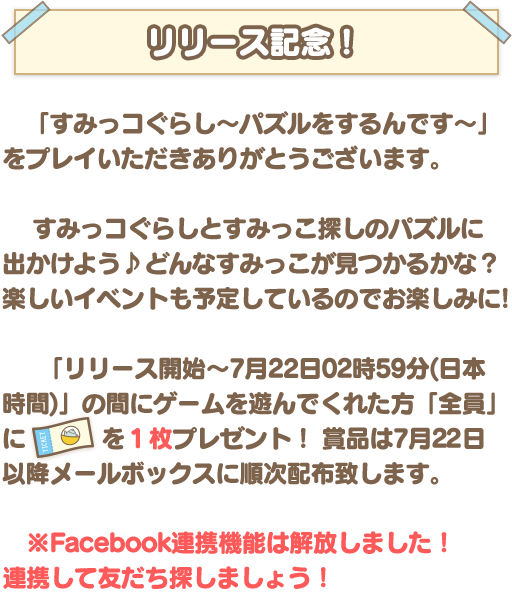 リリース記念！
「すみっコぐらし～パズルをするんです～」
をプレイいただきありがとうございます。
すみっコぐらしとすみっこ探しのパズルに
出かけよう♪どんなすみっこが見つかるかな？
楽しいイベントも予定しているのでお楽しみに!
「リリース開始～7月22日02時59分(日本
時間)」の間にゲームを遊んでくれた方「全員」
に TICKET を１枚プレゼント！ 賞品は7月22日
以降メールボックスに順次配布致します。
※Facebook連携機能は解放しました！
連携して友だち探しましょう！